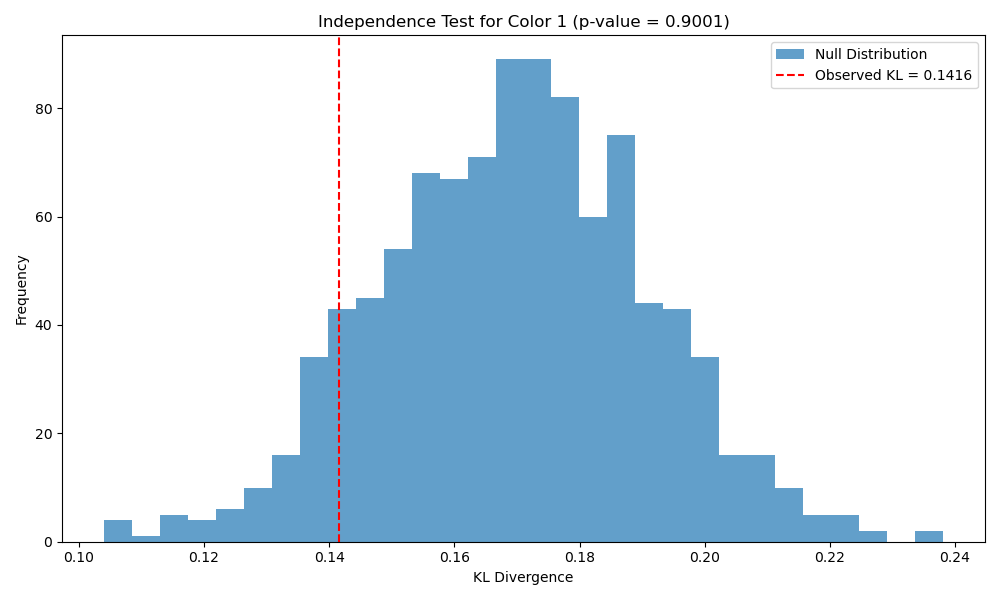 Independence Test for Color 1 (p-value = 0.9001)
Null Distribution
Observed KL = 0.1416
Frequency
80
60
40
20
0
0.10 0.12 0.14 0.16 0.18 0.20 0.22 0.24
KL Divergence